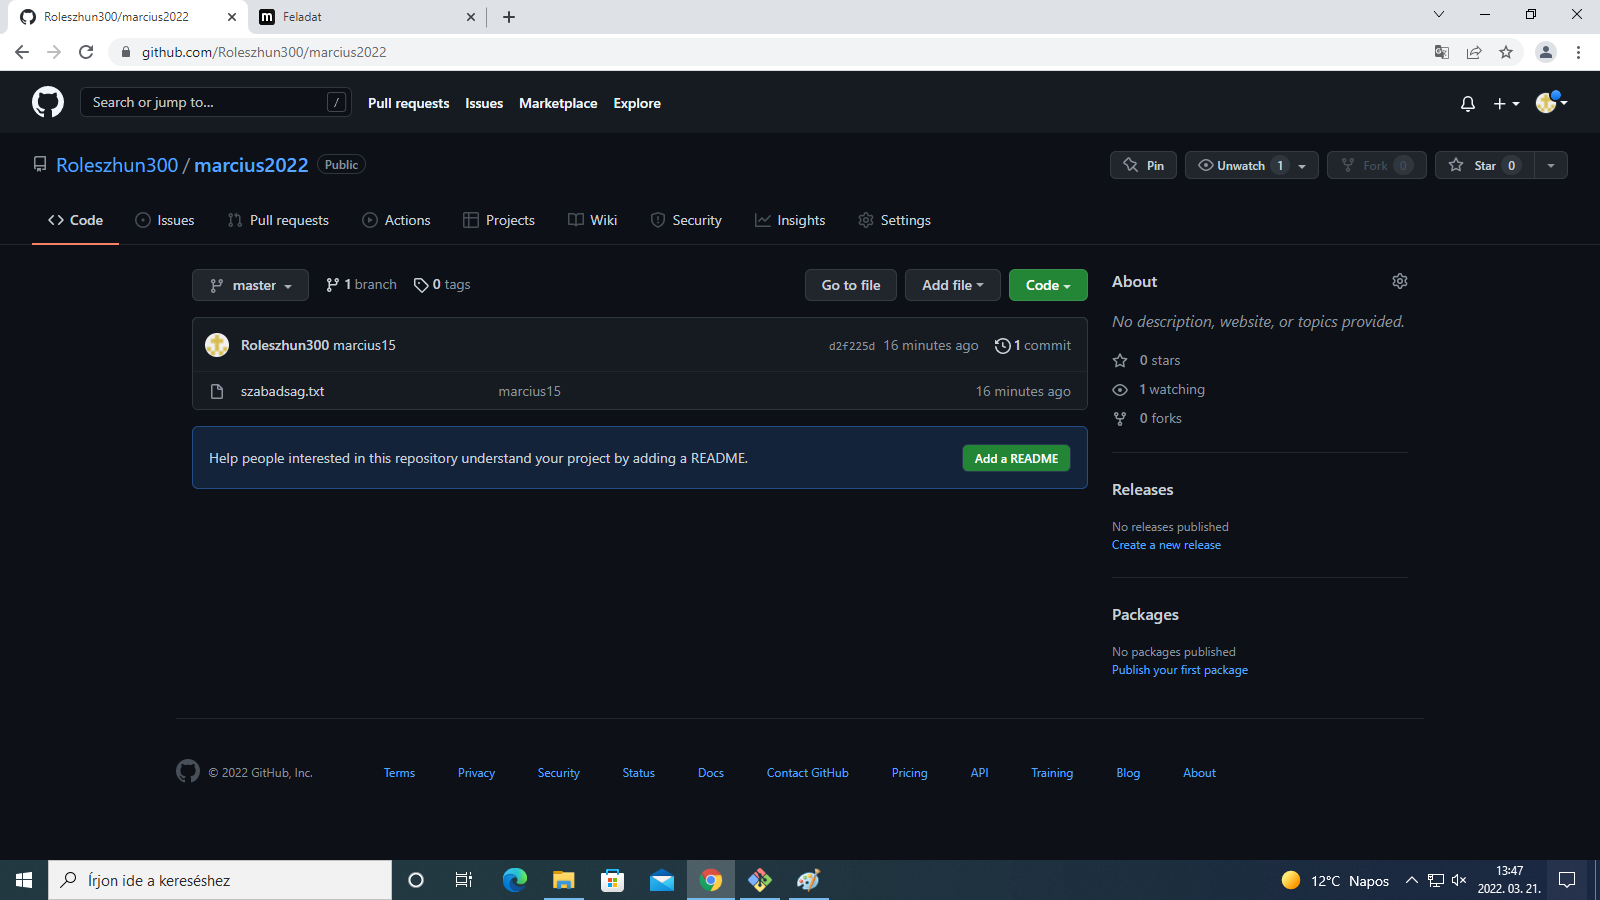 Roleszhun300/marcius2022
m Feladat
github.com/Roleszhun300/marcius2022
Search or jump to... /
Pull requests Issues Marketplace Explore
Roleszhun300 / marcius2022 Public
Pin Unwatch 1 Fork 0 Star 0
Code Issues Pull requests Actions Projects Wiki Security Insights Settings
master 1 branch 0 tags Go to file Add file Code
Roleszhun300 marcius15 d2f225d 16 minutes ago 1 commit
szabadsag.txt marcius15 16 minutes ago
Help people interested in this repository understand your project by adding a README. Add a README
About
No description, website, or topics provided.
0 stars
1 watching
0 forks
Releases
No releases published
Create a new release
Packages
No packages published
Publish your first package
© 2022 GitHub, Inc. Terms Privacy Security Status Docs Contact GitHub Pricing API Training Blog About
Írjon ide a kereséshez
12°C Napos
13:47
2022. 03. 21.